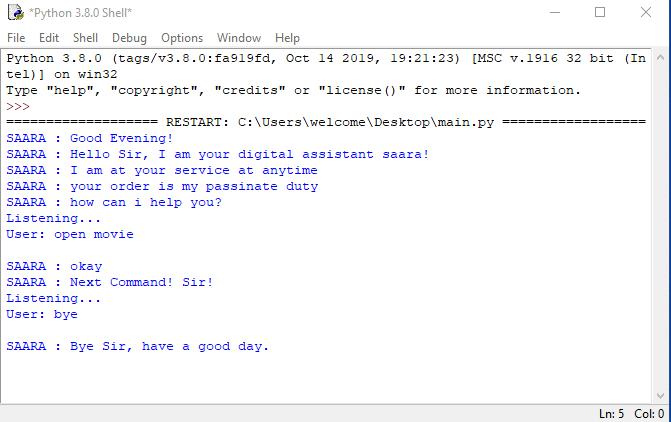 *Python 3.8.0 Shell*
File Edit Shell Debug Options Window Help
Python 3.8.0 (tags/v3.8.0:fa919fd, Oct 14 2019, 19:21:23) [MSC v.1916 32 bit (In
tel)] on win32
Type "help", "copyright", "credits" or "license()" for more information.
>>>
=================== RESTART: C:\Users\welcome\Desktop\main.py ==================
SAARA : Good Evening!
SAARA : Hello Sir, I am your digital assistant saara!
SAARA : I am at your service at anytime
SAARA : your order is my passinate duty
SAARA : how can i help you?
Listening...
User: open movie
SAARA : okay
SAARA : Next Command! Sir!
Listening...
User: bye
SAARA : Bye Sir, have a good day.
Ln: 5 Col: 0